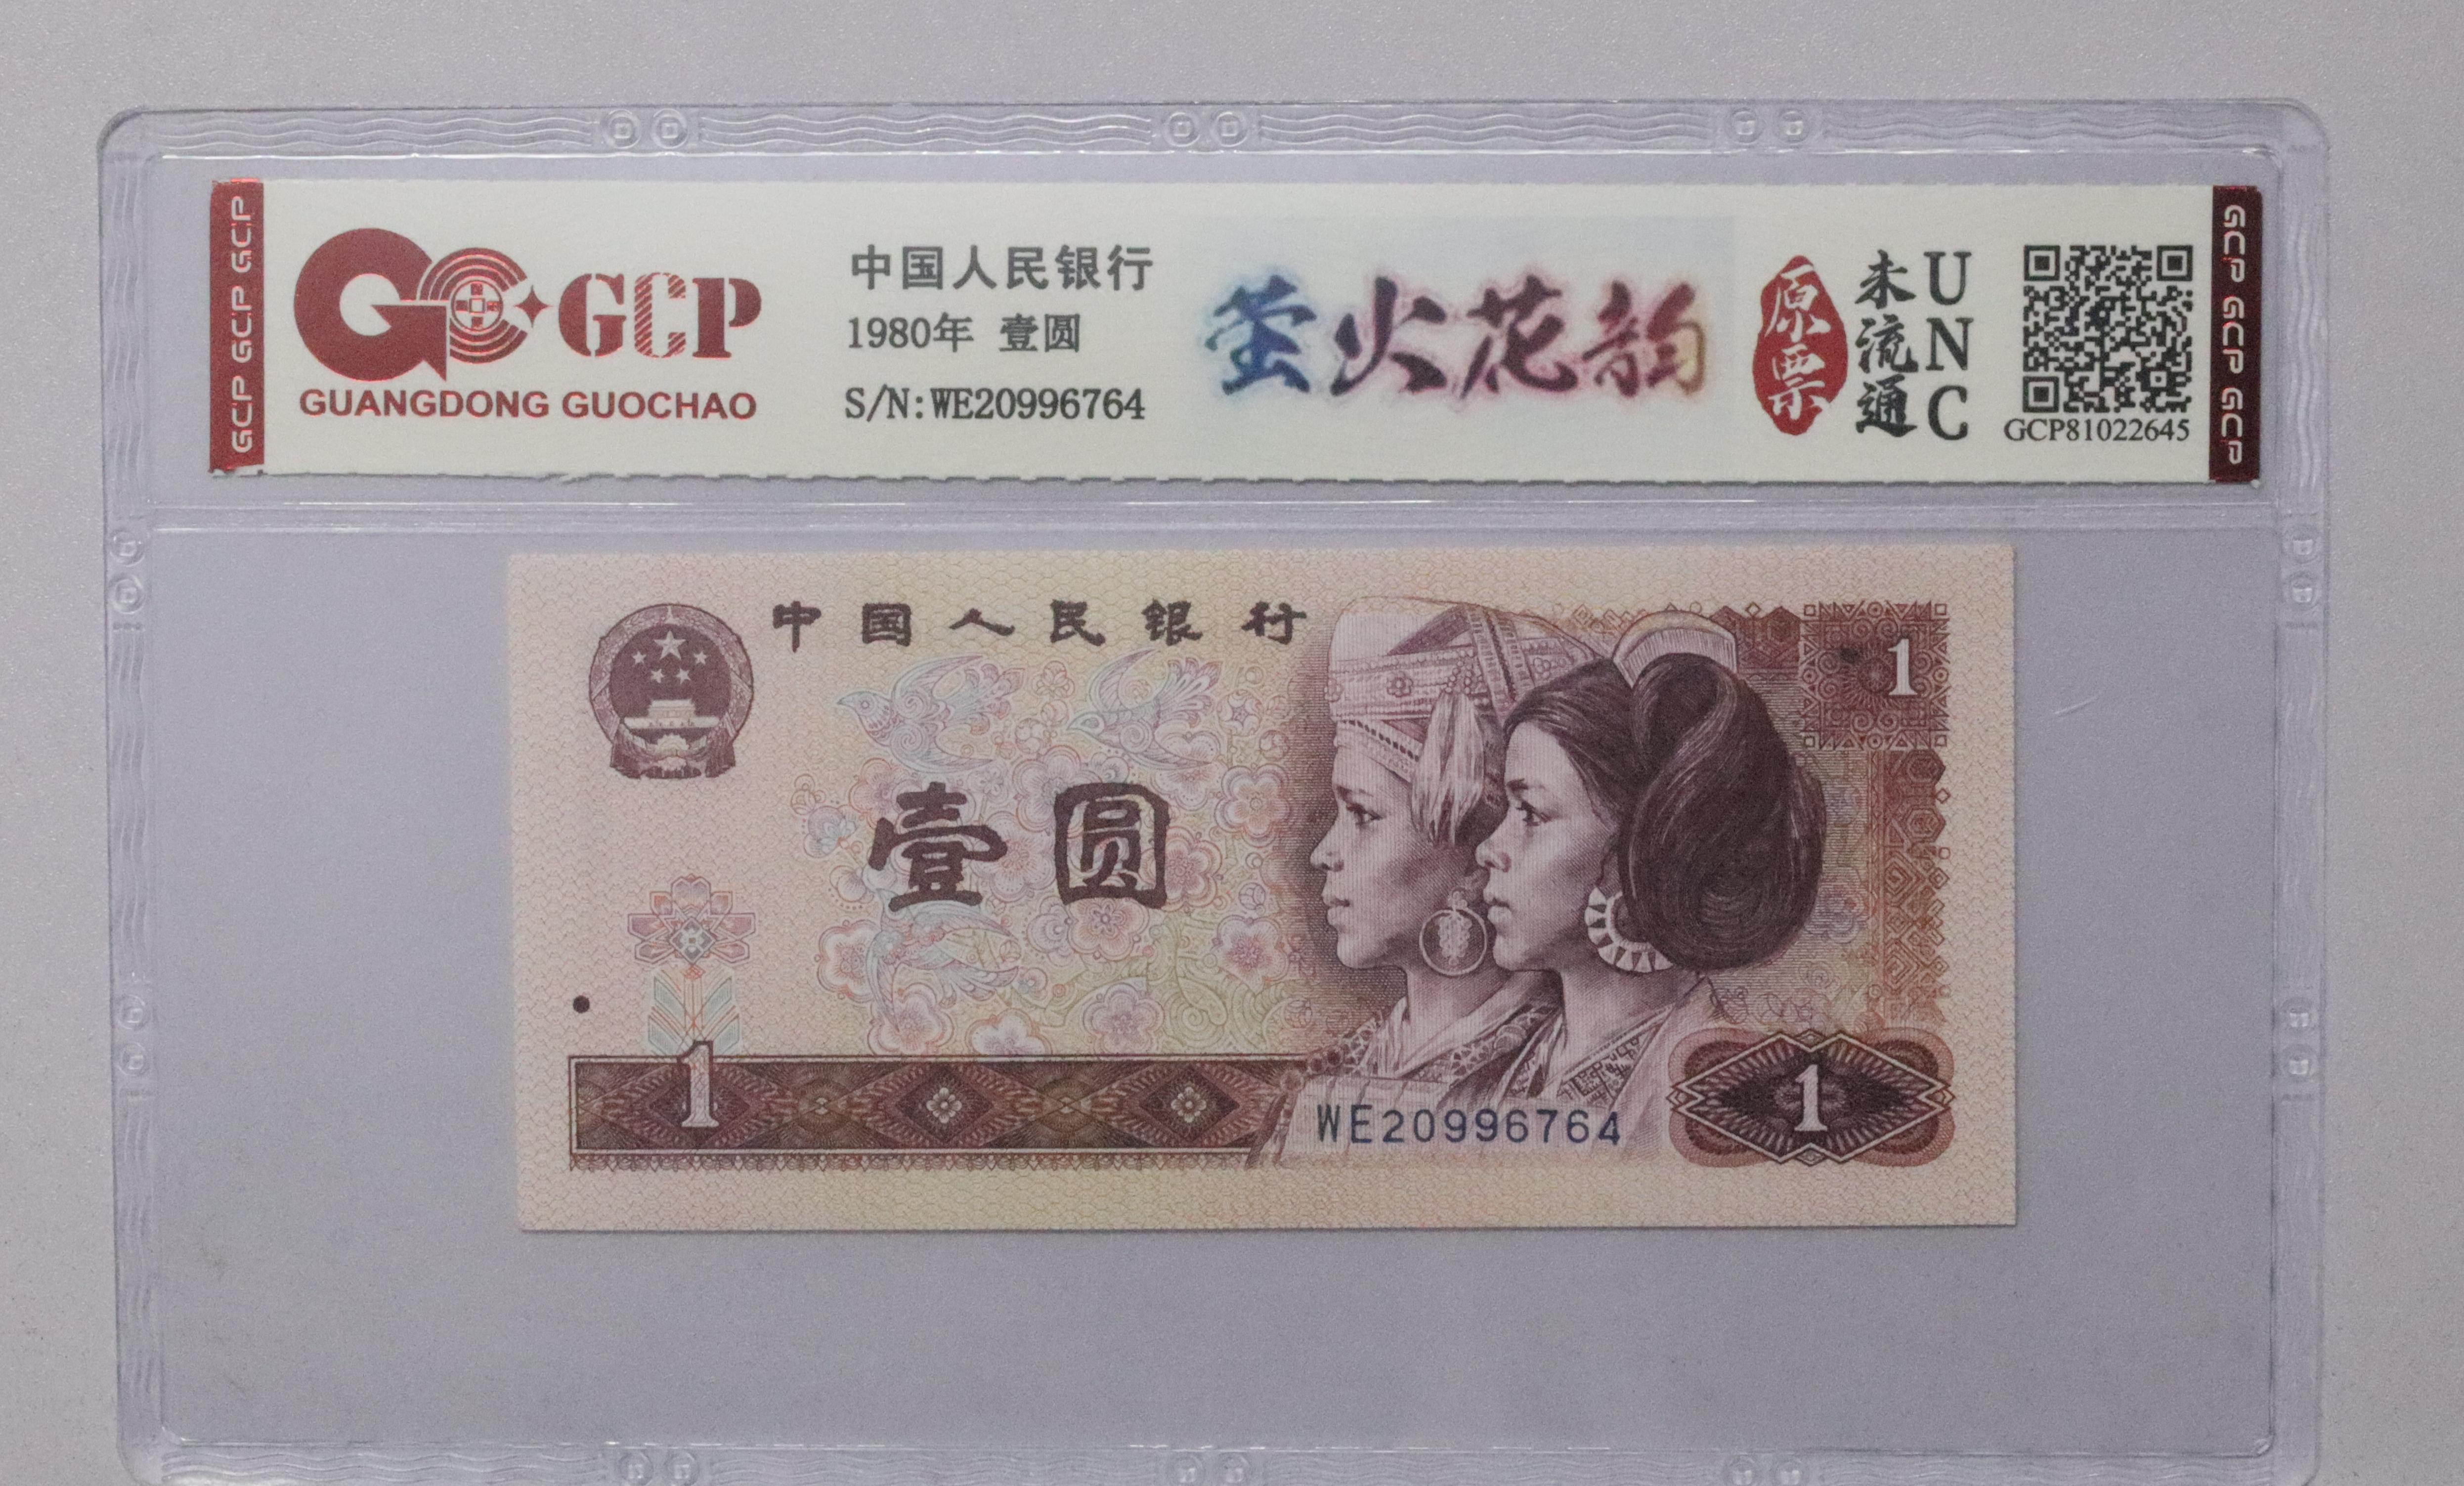 GCP GCP GCP
GCP
GUANGDONG GUOCHAO
中国人民银行
1980年 壹圆
S/N:WE20996764
萤火花韵
原票
未流通
UNC
GCP81022645
GCP GCP GCP
中国人民银行
1
壹圆
1
WE20996764
1